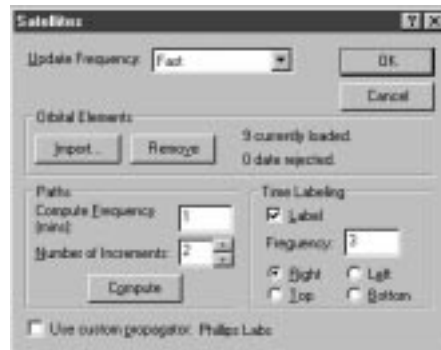 Satellites
Update Frequency: Fast
OK
Cancel
Orbital Elements
Import... Remove
9 currently loaded.
0 date rejected.
Paths
Compute Frequency (mins): 1
Number of Increments: 2
Compute
Time Labeling
Label
Frequency: 3
Right Left
Top Bottom
Use custom propagator: Phillips Labs